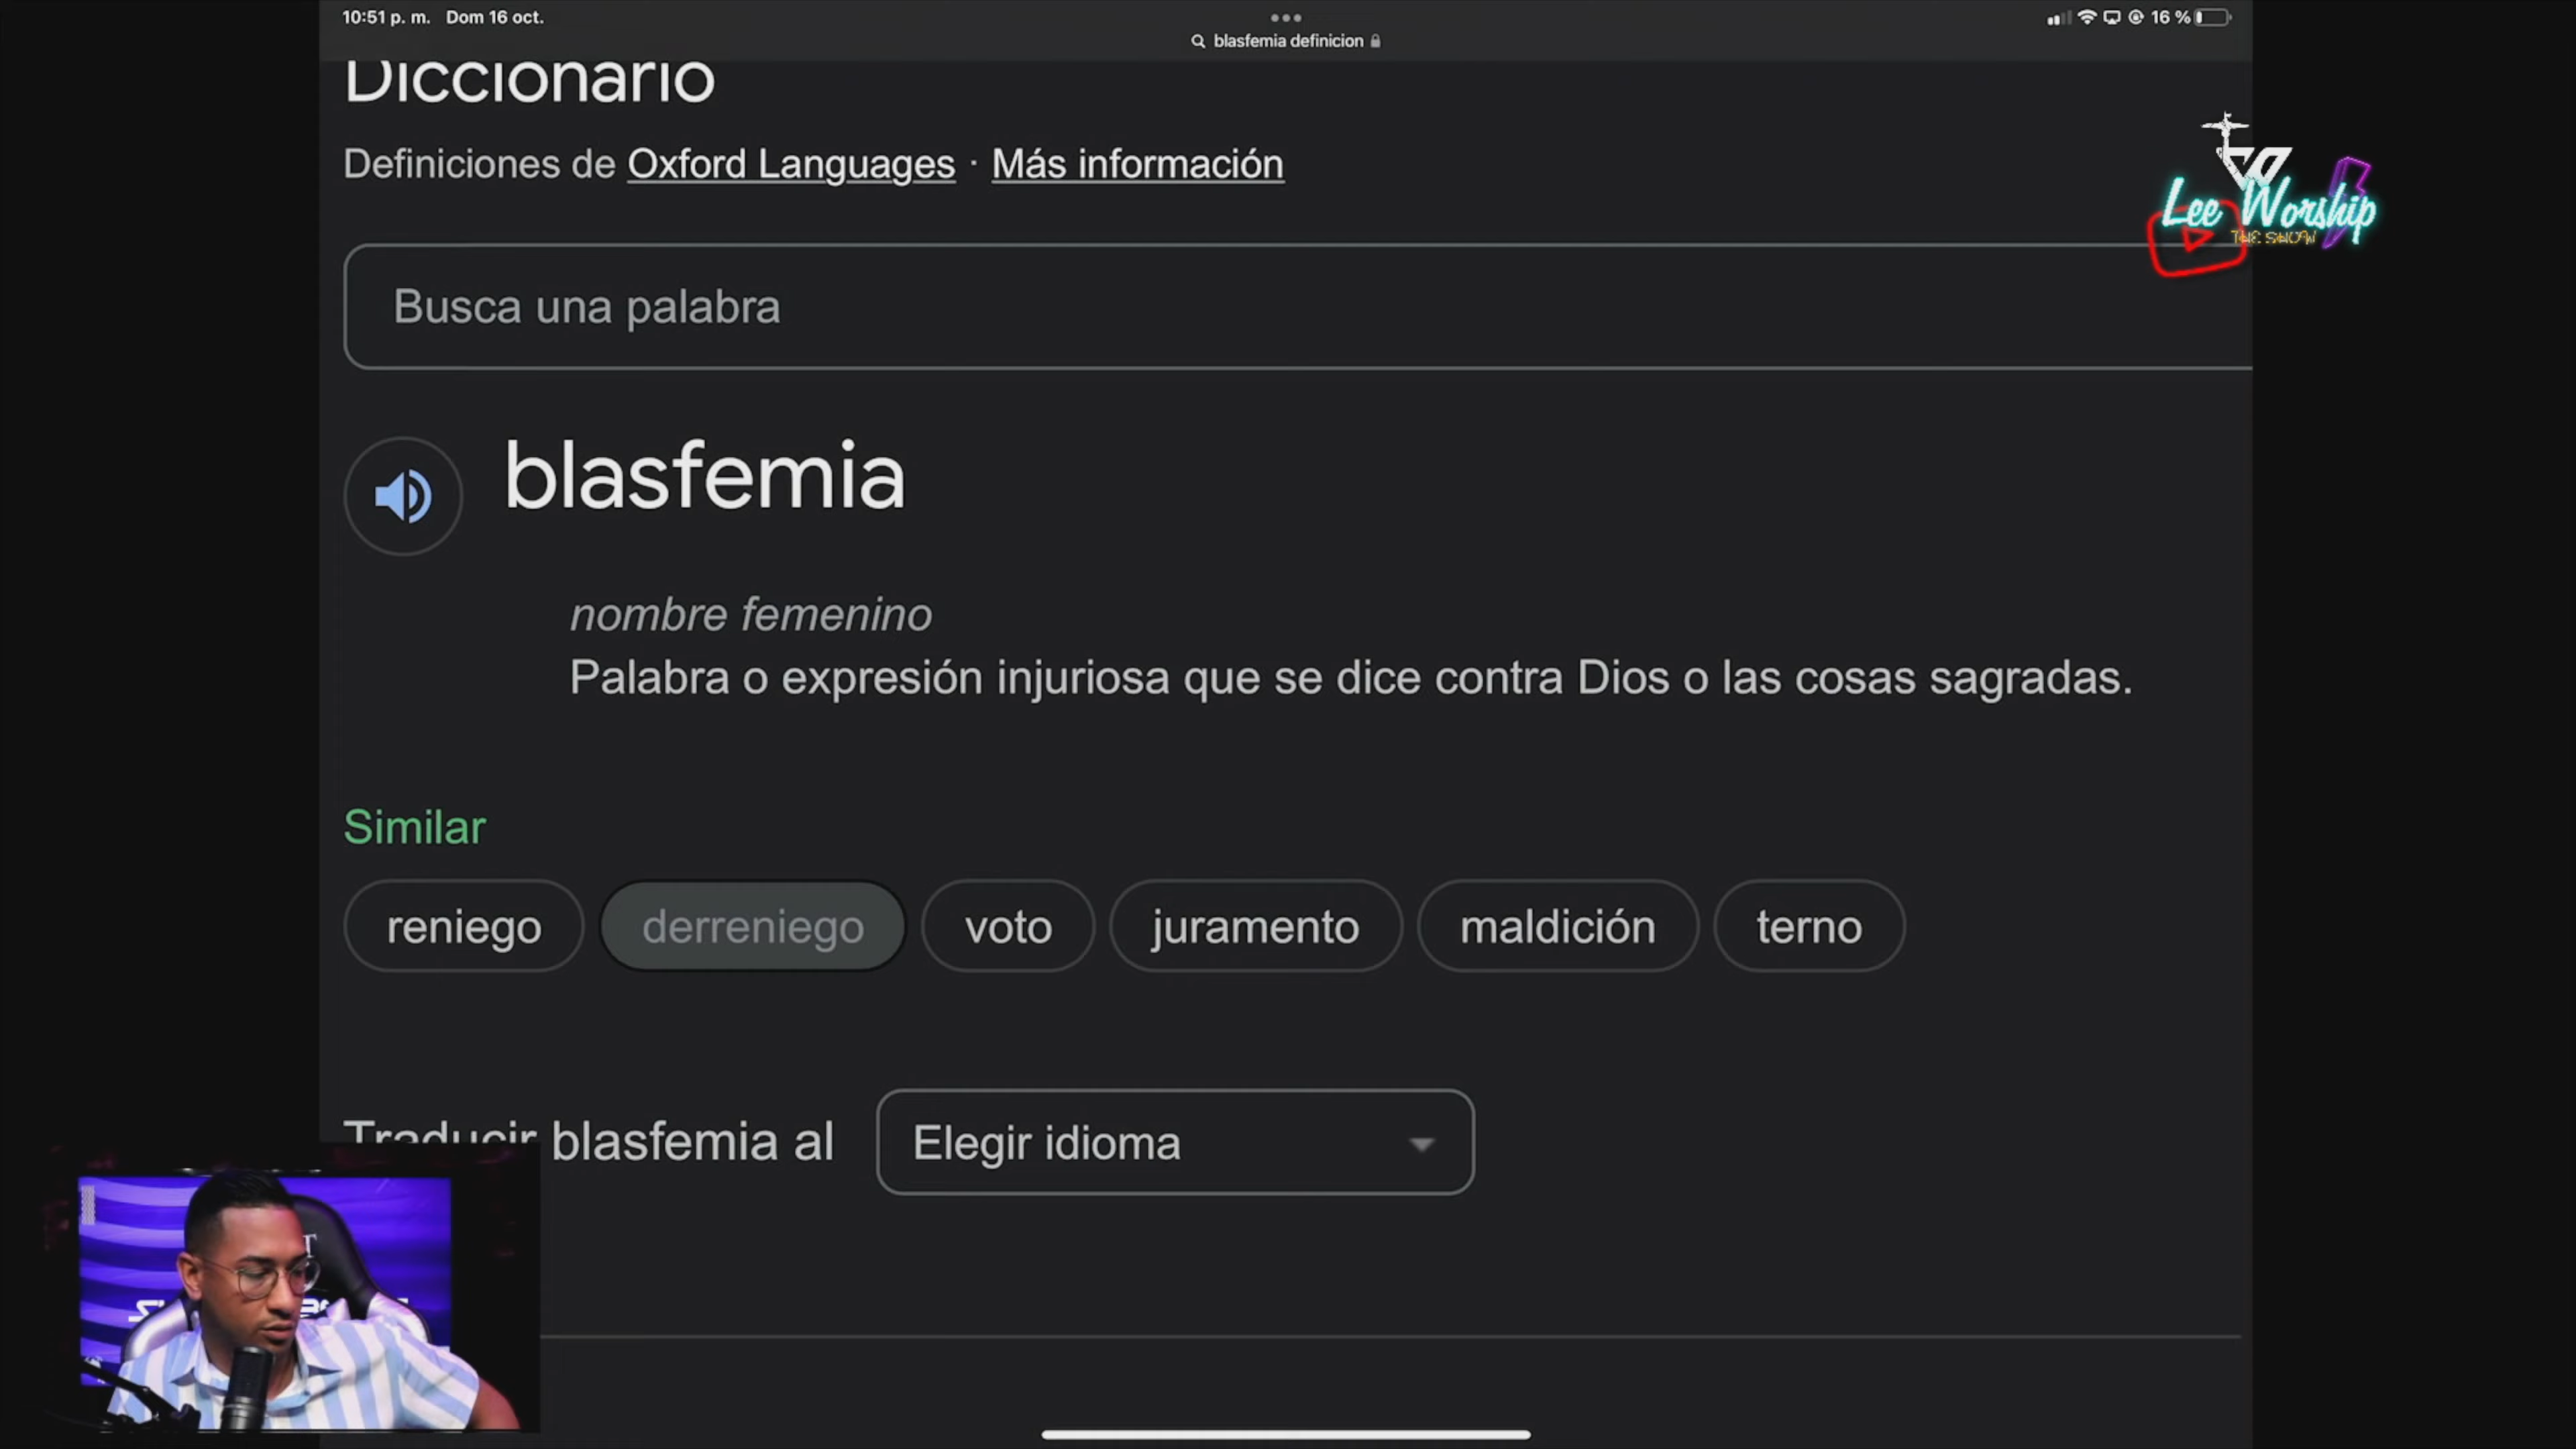 10:51 p. m. Dom 16 oct.
16 %
blasfemia definicion
Diccionario
Definiciones de Oxford Languages · Más información
Lee Worship
THE SHOW
Busca una palabra
blasfemia
nombre femenino
Palabra o expresión injuriosa que se dice contra Dios o las cosas sagradas.
Similar
reniego derreniego voto juramento maldición terno
Traducir blasfemia al Elegir idioma